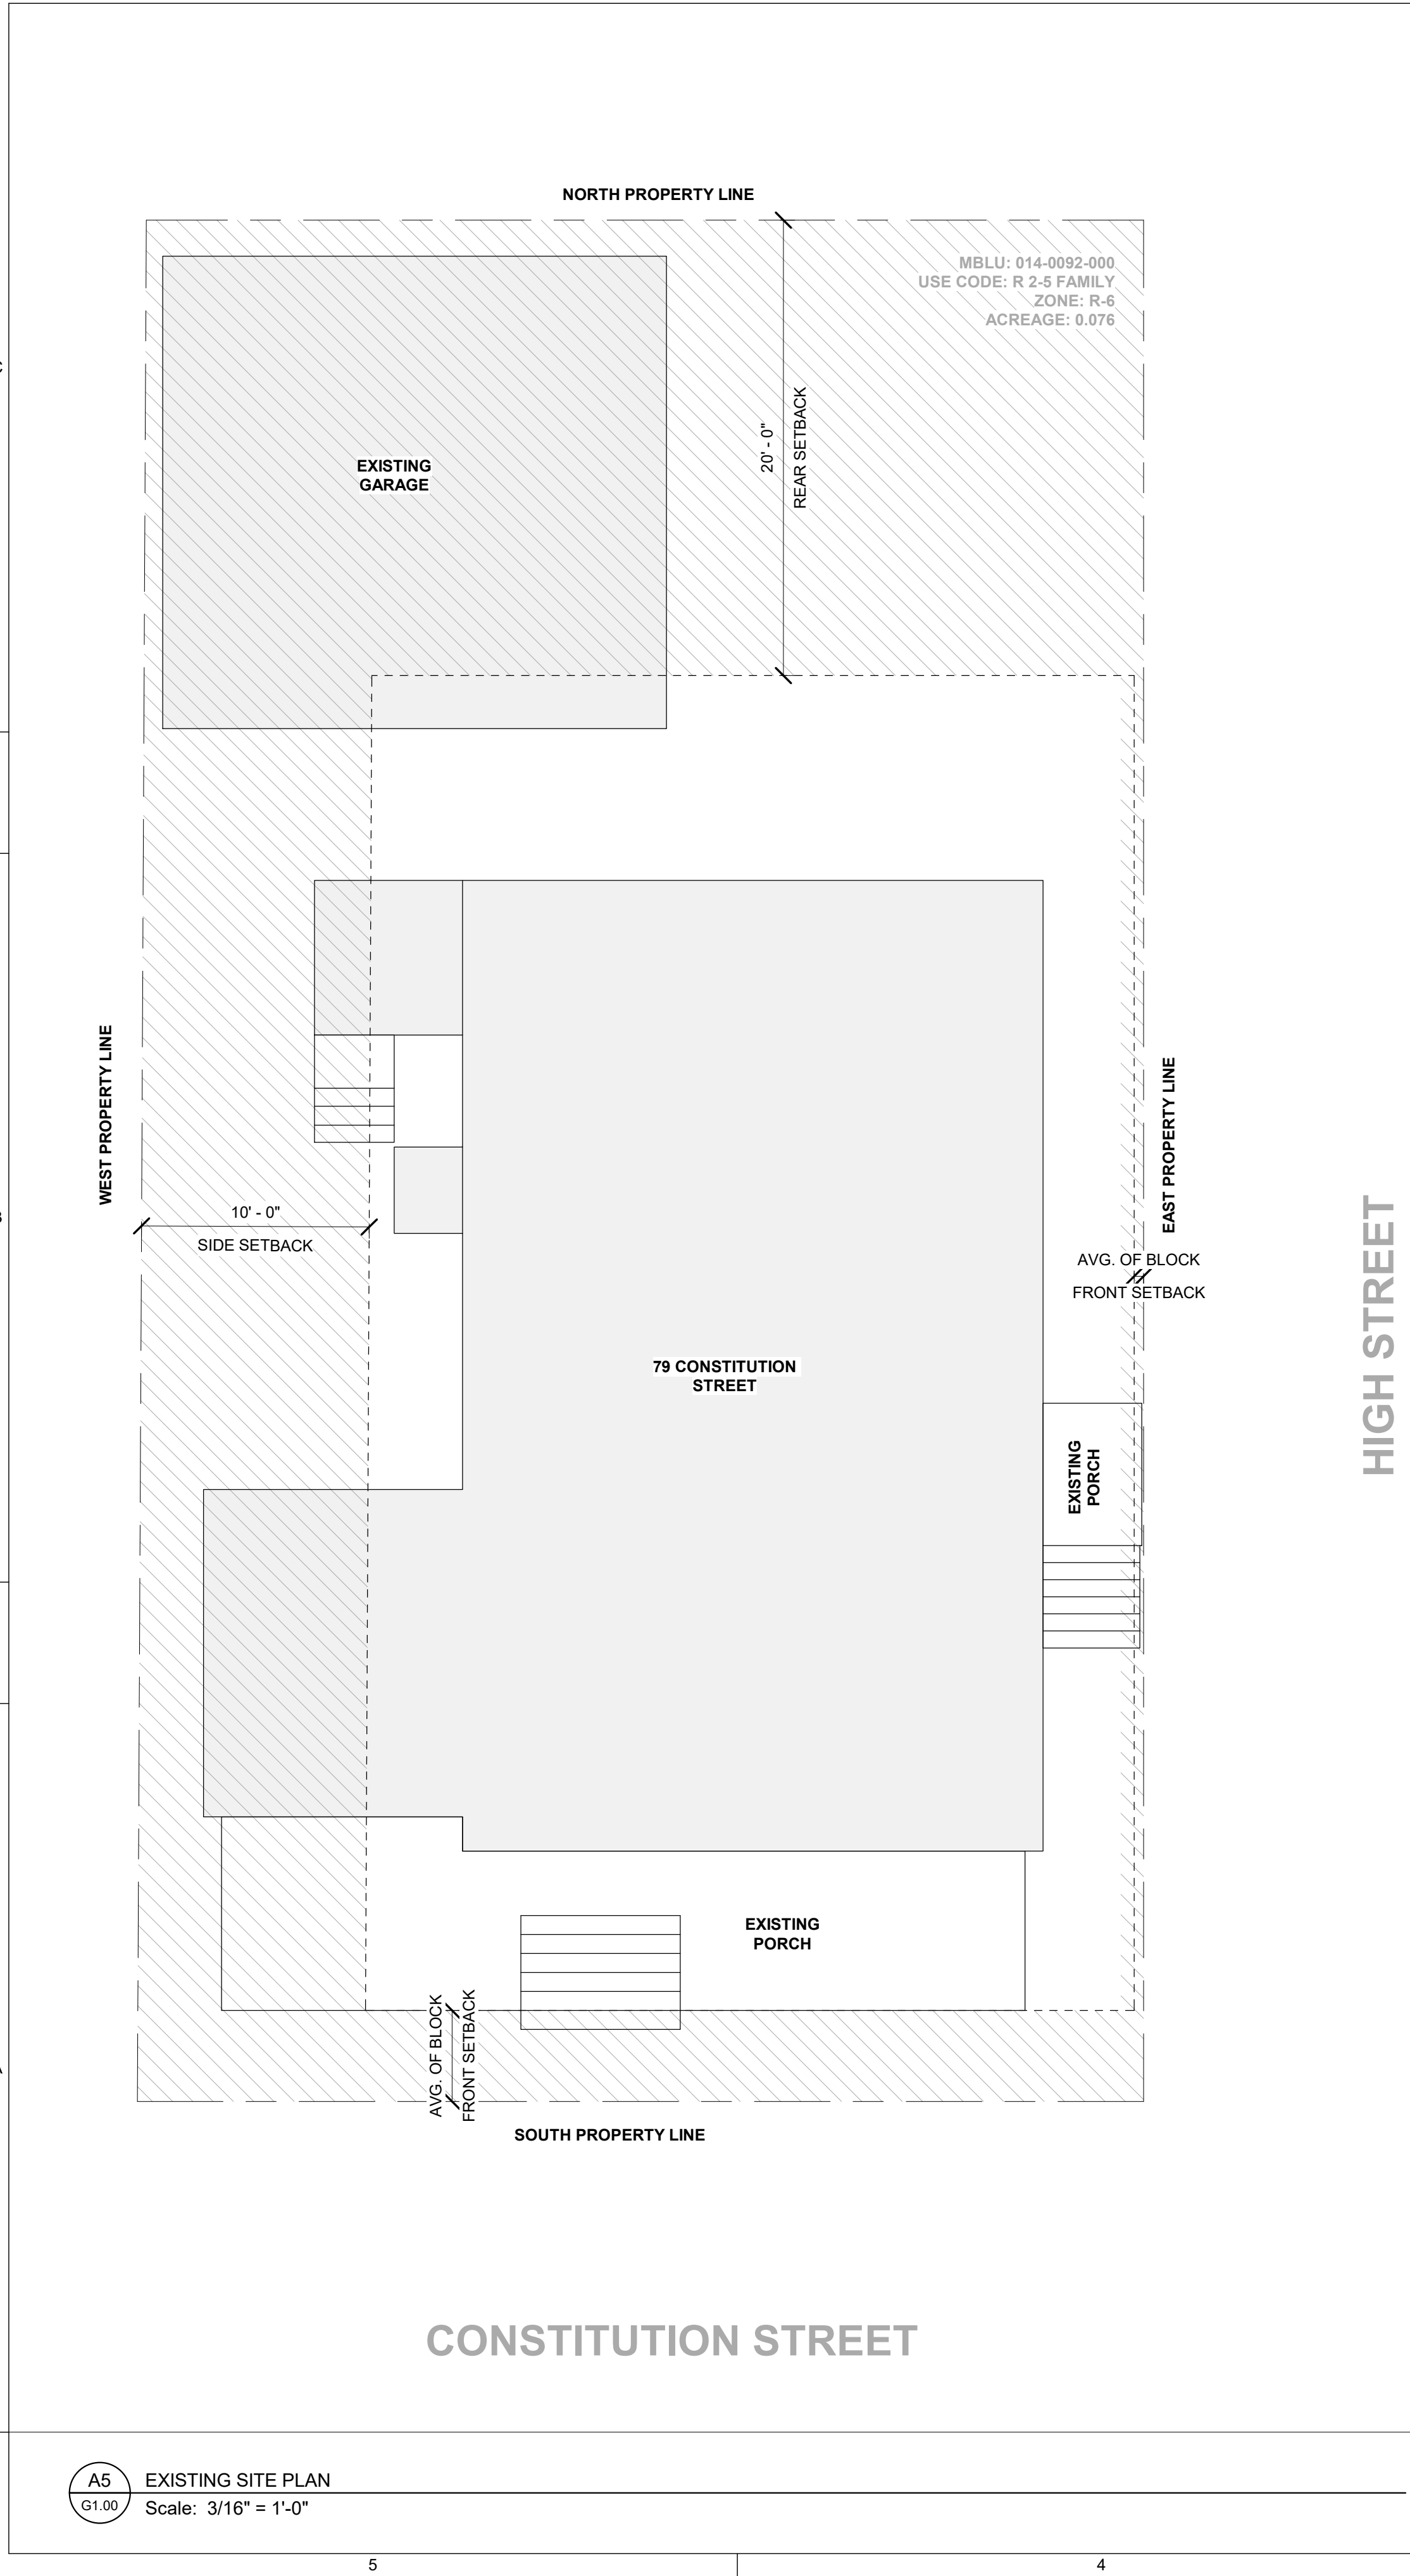 NORTH PROPERTY LINE
MBLU: 014-0092-000
USE CODE: R 2-5 FAMILY
ZONE: R-6
ACREAGE: 0.076
EXISTING
GARAGE
20' - 0"
REAR SETBACK
WEST PROPERTY LINE
EAST PROPERTY LINE
10' - 0"
SIDE SETBACK
AVG. OF BLOCK
FRONT SETBACK
HIGH STREET
79 CONSTITUTION
STREET
EXISTING
PORCH
EXISTING
PORCH
AVG. OF BLOCK
FRONT SETBACK
SOUTH PROPERTY LINE
CONSTITUTION STREET
A5
G1.00
EXISTING SITE PLAN
Scale: 3/16" = 1'-0"
5
4